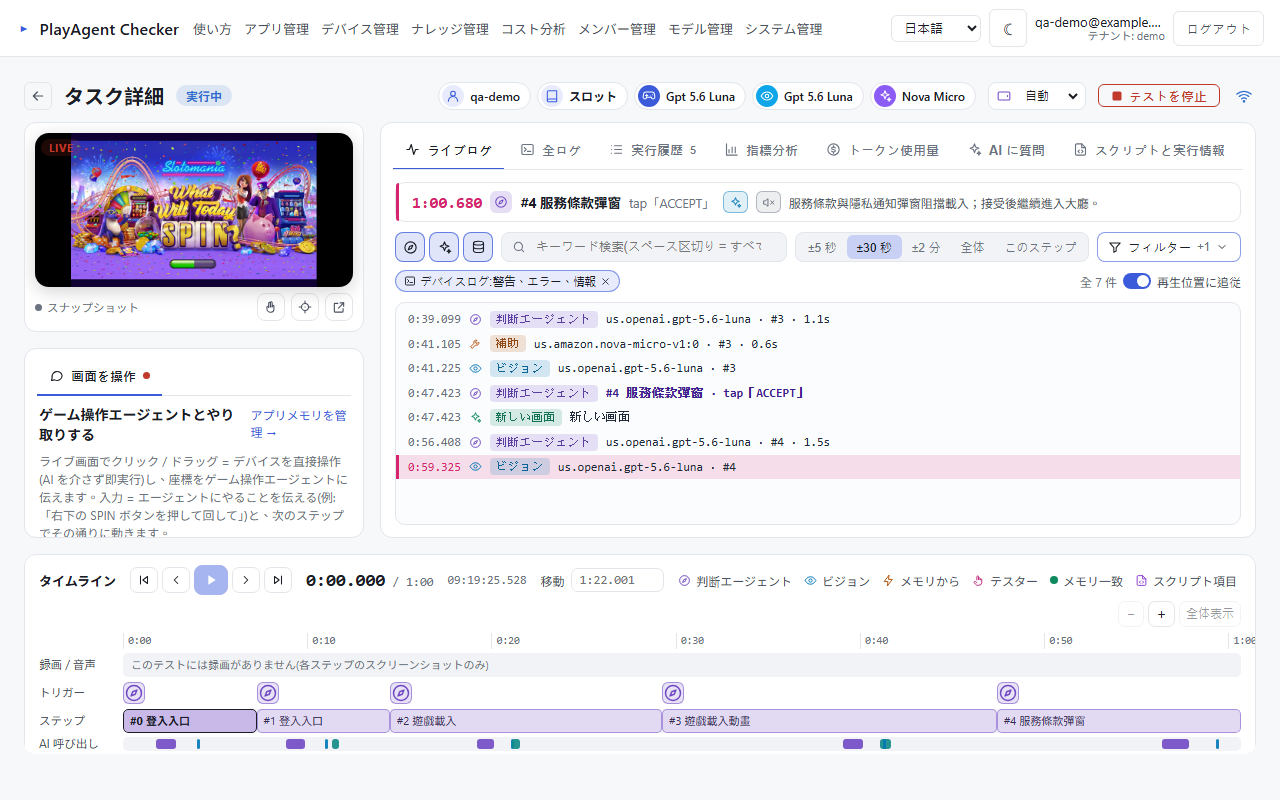 PlayAgent Checker
使い方
アプリ管理
デバイス管理
ナレッジ管理
コスト分析
メンバー管理
モデル管理
システム管理
日本語
qa-demo@example....
テナント: demo
ログアウト
タスク詳細
実行中
qa-demo
スロット
Gpt 5.6 Luna
Gpt 5.6 Luna
Nova Micro
自動
テストを停止
LIVE
Slotomania
What Will Today SPIN?
スナップショット
画面を操作
ゲーム操作エージェントとやり
取りする
アプリメモリを管
理 →
ライブ画面でクリック / ドラッグ = デバイスを直接操作
(AI を介さず即実行)し、座標をゲーム操作エージェントに
伝えます。入力 = エージェントにやることを伝える(例:
「右下の SPIN ボタンを押して回して」)と、次のステップ
でその通りに動きます。
ライブログ
全ログ
実行履歴 5
指標分析
トークン使用量
AI に質問
スクリプトと実行情報
1:00.680 #4 服務條款彈窗 tap「ACCEPT」 服務條款與隱私通知彈窗阻擋載入；接受後繼續進入大廳。
キーワード検索(スペース区切り = すべて
±5 秒
±30 秒
±2 分
全体
このステップ
フィルター +1
デバイスログ:警告、エラー、情報 ×
全 7 件
再生位置に追従
0:39.099 判断エージェント us.openai.gpt-5.6-luna · #3 · 1.1s
0:41.105 補助 us.amazon.nova-micro-v1:0 · #3 · 0.6s
0:41.225 ビジョン us.openai.gpt-5.6-luna · #3
0:47.423 判断エージェント #4 服務條款彈窗 · tap「ACCEPT」
0:47.423 新しい画面 新しい画面
0:56.408 判断エージェント us.openai.gpt-5.6-luna · #4 · 1.5s
0:59.325 ビジョン us.openai.gpt-5.6-luna · #4
タイムライン
0:00.000 / 1:00
09:19:25.528
移動
1:22.001
判断エージェント
ビジョン
メモリから
テスター
メモリ一致
スクリプト項目
− + 全体表示
0:00 0:10 0:20 0:30 0:40 0:50 1:00
録画 / 音声
このテストには録画がありません(各ステップのスクリーンショットのみ)
トリガー
ステップ
#0 登入入口
#1 登入入口
#2 遊戲載入
#3 遊戲載入動畫
#4 服務條款彈窗
AI 呼び出し